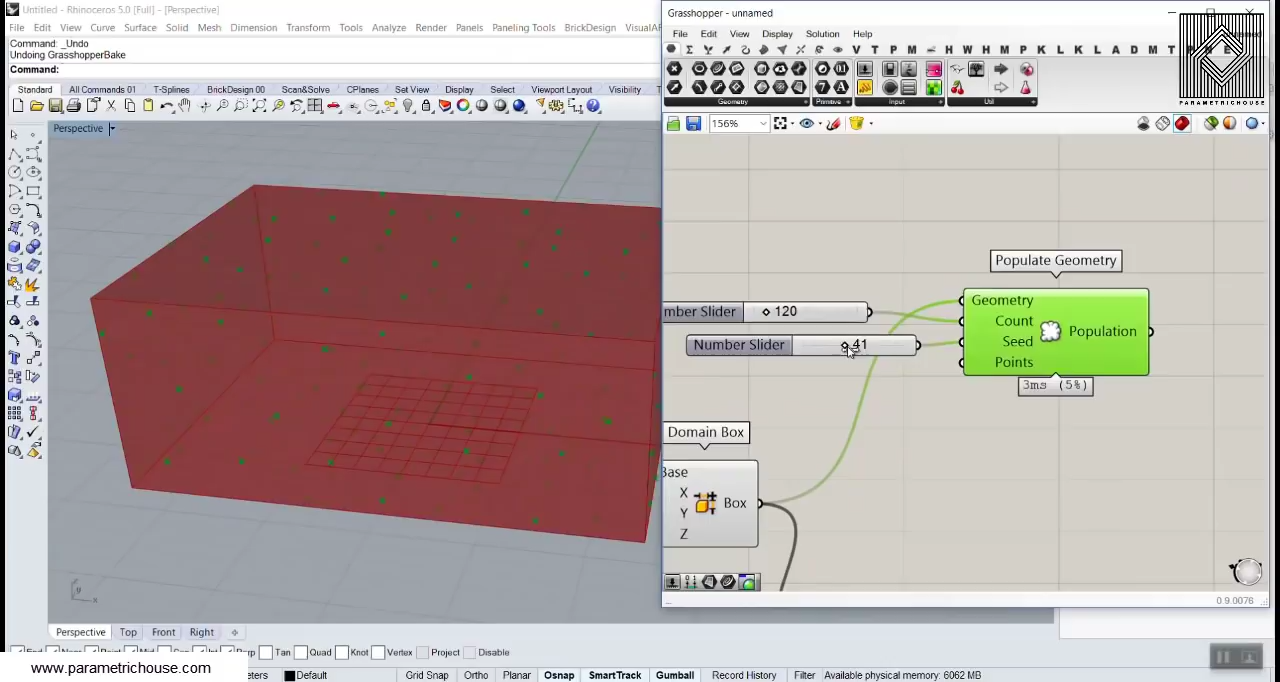 Untitled - Rhinoceros 5.0 [Full] - [Perspective]
File Edit View Curve Surface Solid Mesh Dimension Transform Tools Analyze Render Panels Paneling Tools BrickDesign
Command: _Undo
Undoing GrasshopperBake
Command:
Standard All Commands 01 T-Splines BrickDesign 00 Scan&Solve CPlanes Set View Display Select Viewport Layout Visibility
Perspective
Grasshopper - unnamed
File Edit View Display Solution Help
V T P M H W H M P K L A D M T
Geometry Primitive Input Util
PARAMETRICHOUSE
156%
Populate Geometry
mber Slider 120
Number Slider 41
Geometry
Count
Seed
Points
Population
3ms (5%)
Domain Box
Base
X
Y
Z
Box
0.9.0076
y
x
Perspective Top Front Right
Tan Quad Knot Vertex Project Disable
www.parametrichouse.com
eters Default Grid Snap Ortho Planar Osnap SmartTrack Gumball Record History Filter Available physical memory: 6062 MB